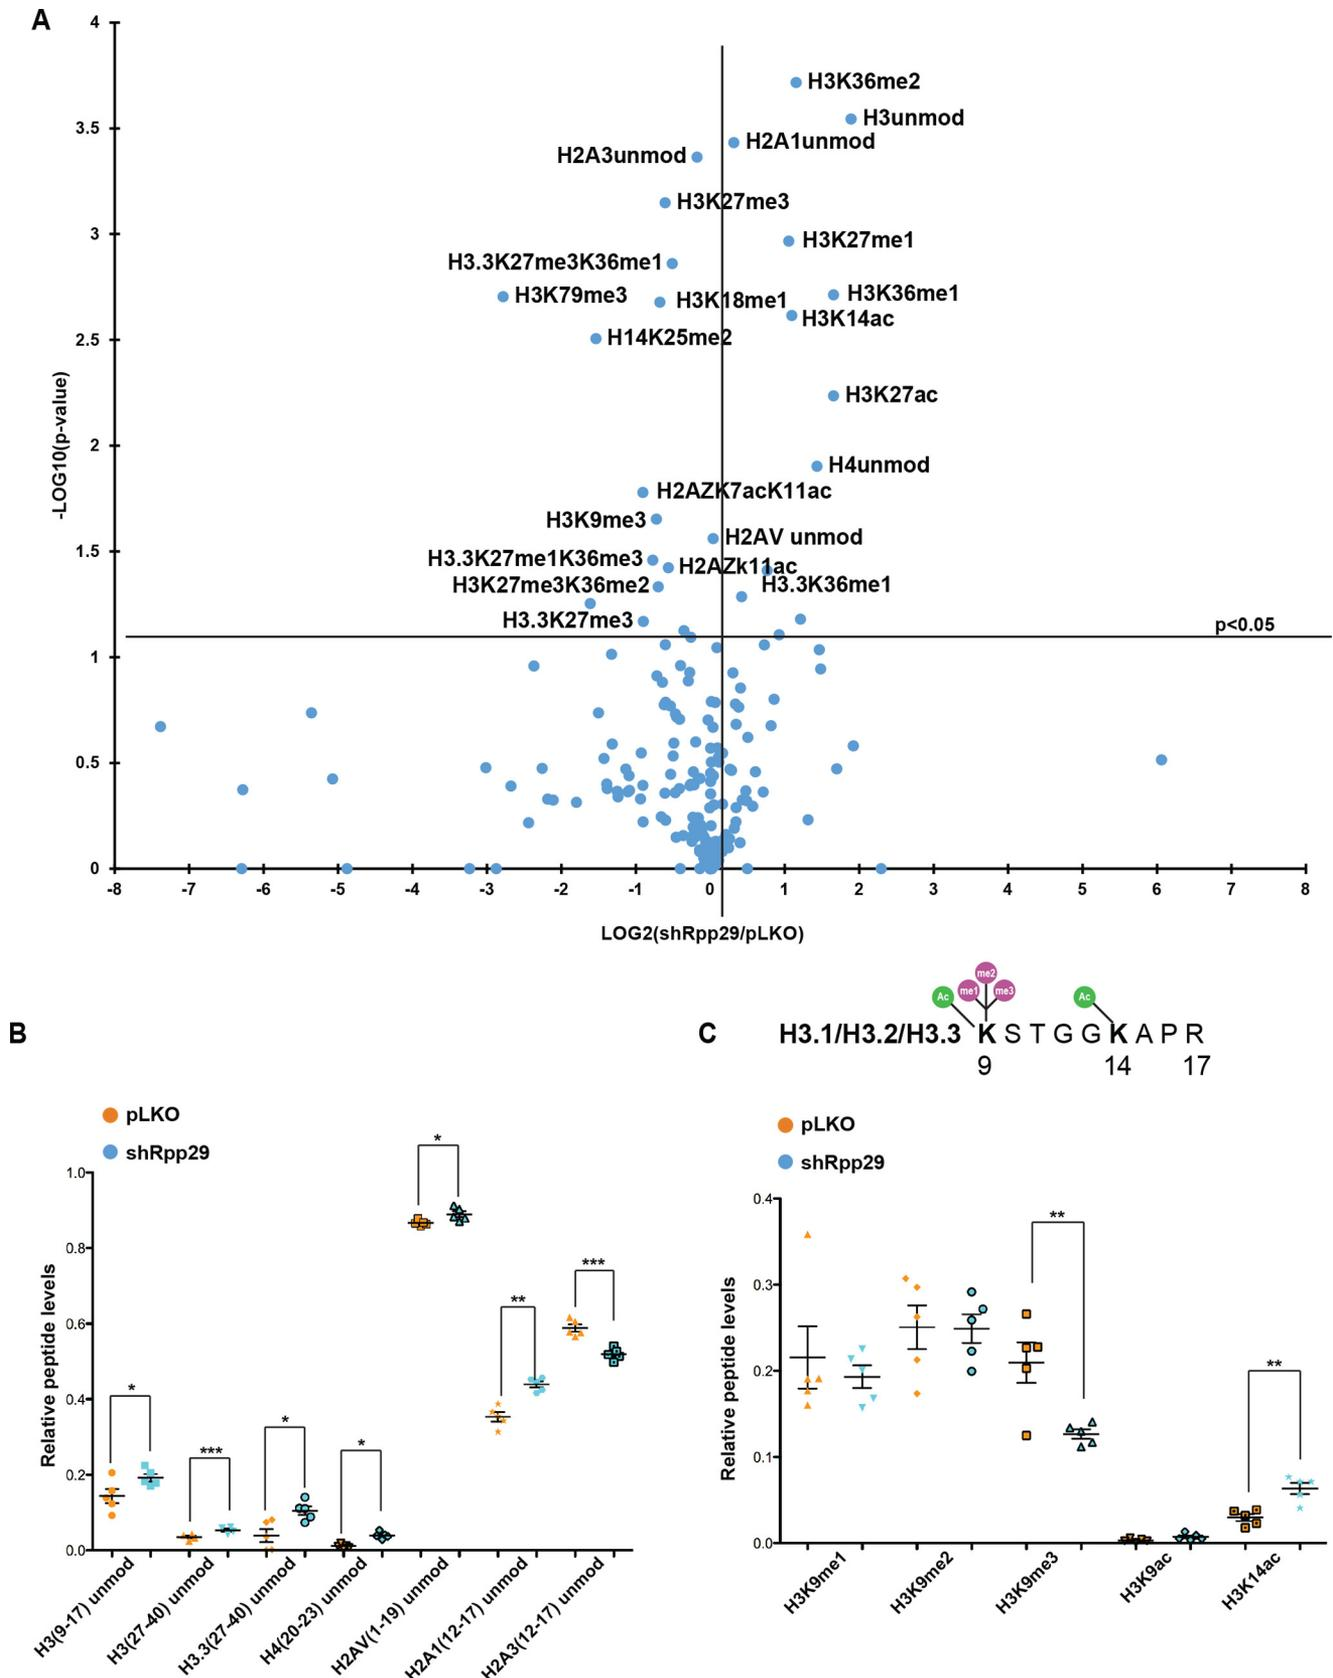 A
4
H3K36me2
H3unmod
3.5
H2A1unmod
H2A3unmod
H3K27me3
3
H3K27me1
H3.3K27me3K36me1
H3K79me3
H3K18me1
H3K36me1
H3K14ac
2.5
H14K25me2
H3K27ac
-LOG10(p-value)
2
H4unmod
H2AZK7acK11ac
H3K9me3
H2AV unmod
1.5
H3.3K27me1K36me3
H2AZk11ac
H3K27me3K36me2
H3.3K36me1
H3.3K27me3
p<0.05
1
0.5
0
-8 -7 -6 -5 -4 -3 -2 -1 0 1 2 3 4 5 6 7 8
LOG2(shRpp29/pLKO)
B
pLKO
shRpp29
Relative peptide levels
1.0
0.8
0.6
0.4
0.2
0.0
* *** * * * ** ***
H3(9-17) unmod
H3(27-40) unmod
H3.3(27-40) unmod
H4(20-23) unmod
H2AV(1-19) unmod
H2A1(12-17) unmod
H2A3(12-17) unmod
C
me2
Ac me1 me3 Ac
H3.1/H3.2/H3.3 K S T G G K A P R
9 14 17
pLKO
shRpp29
Relative peptide levels
0.4
0.3
0.2
0.1
0.0
** **
H3K9me1
H3K9me2
H3K9me3
H3K9ac
H3K14ac